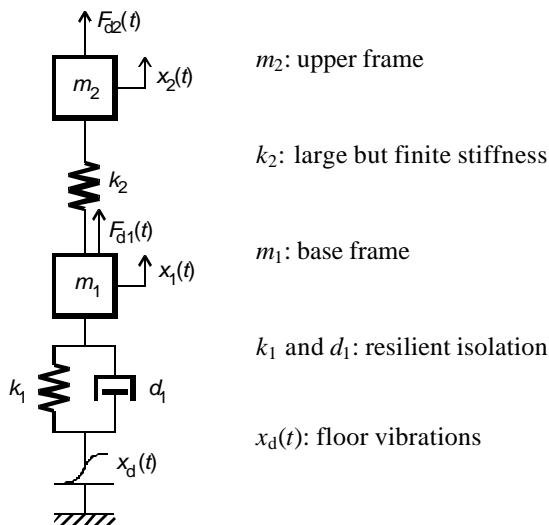 F_d2(t)
m_2
x_2(t)
m_2: upper frame
k_2
k_2: large but finite stiffness
F_d1(t)
m_1
x_1(t)
m_1: base frame
k_1
d_1
k_1 and d_1: resilient isolation
x_d(t)
x_d(t): floor vibrations